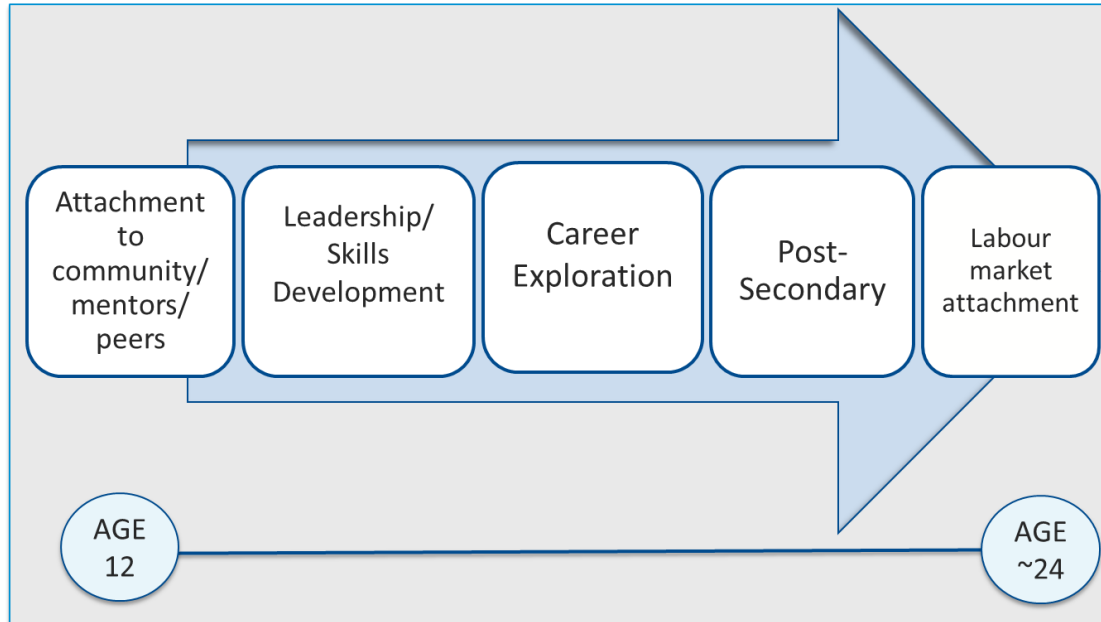 Attachment
to
community/
mentors/
peers
Leadership/
Skills
Development
Career
Exploration
Post-
Secondary
Labour
market
attachment
AGE
12
AGE
~24